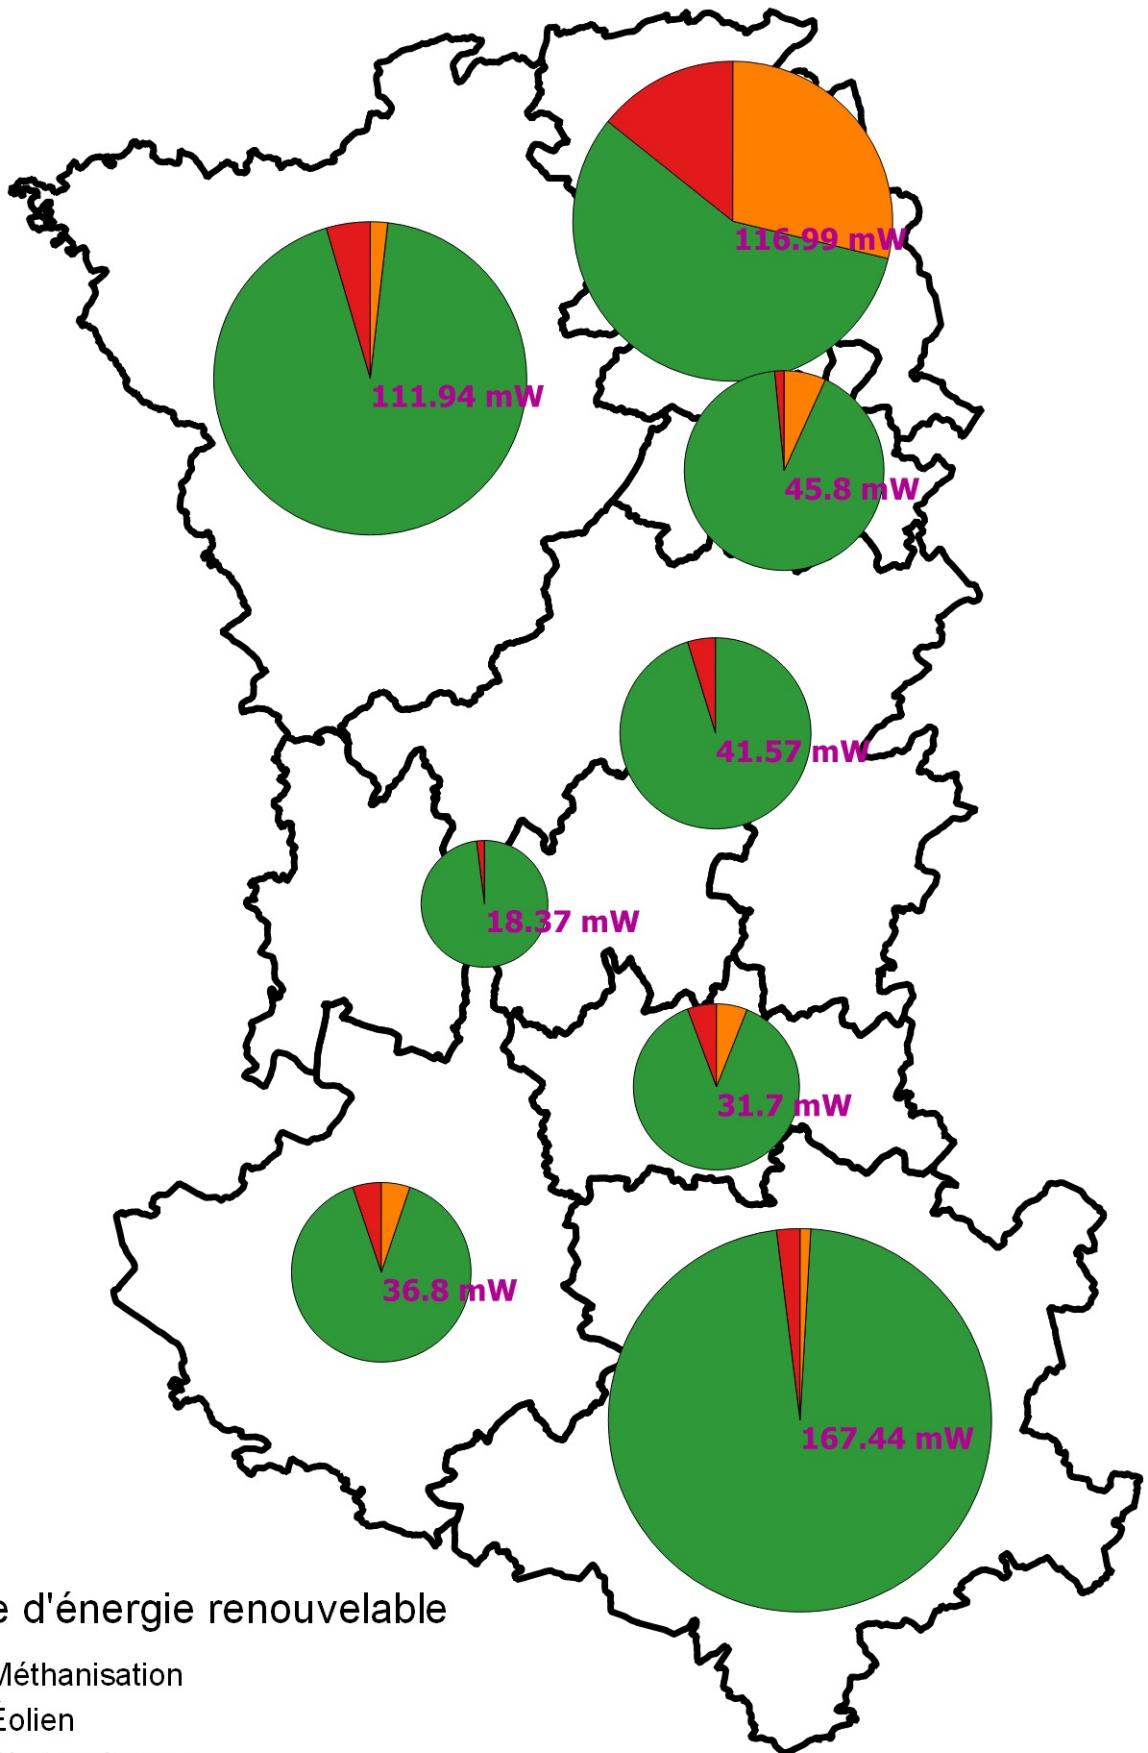 116.99 mW
111.94 mW
45.8 mW
41.57 mW
18.37 mW
31.7 mW
36.8 mW
167.44 mW
e d'énergie renouvelable
Méthanisation
Éolien